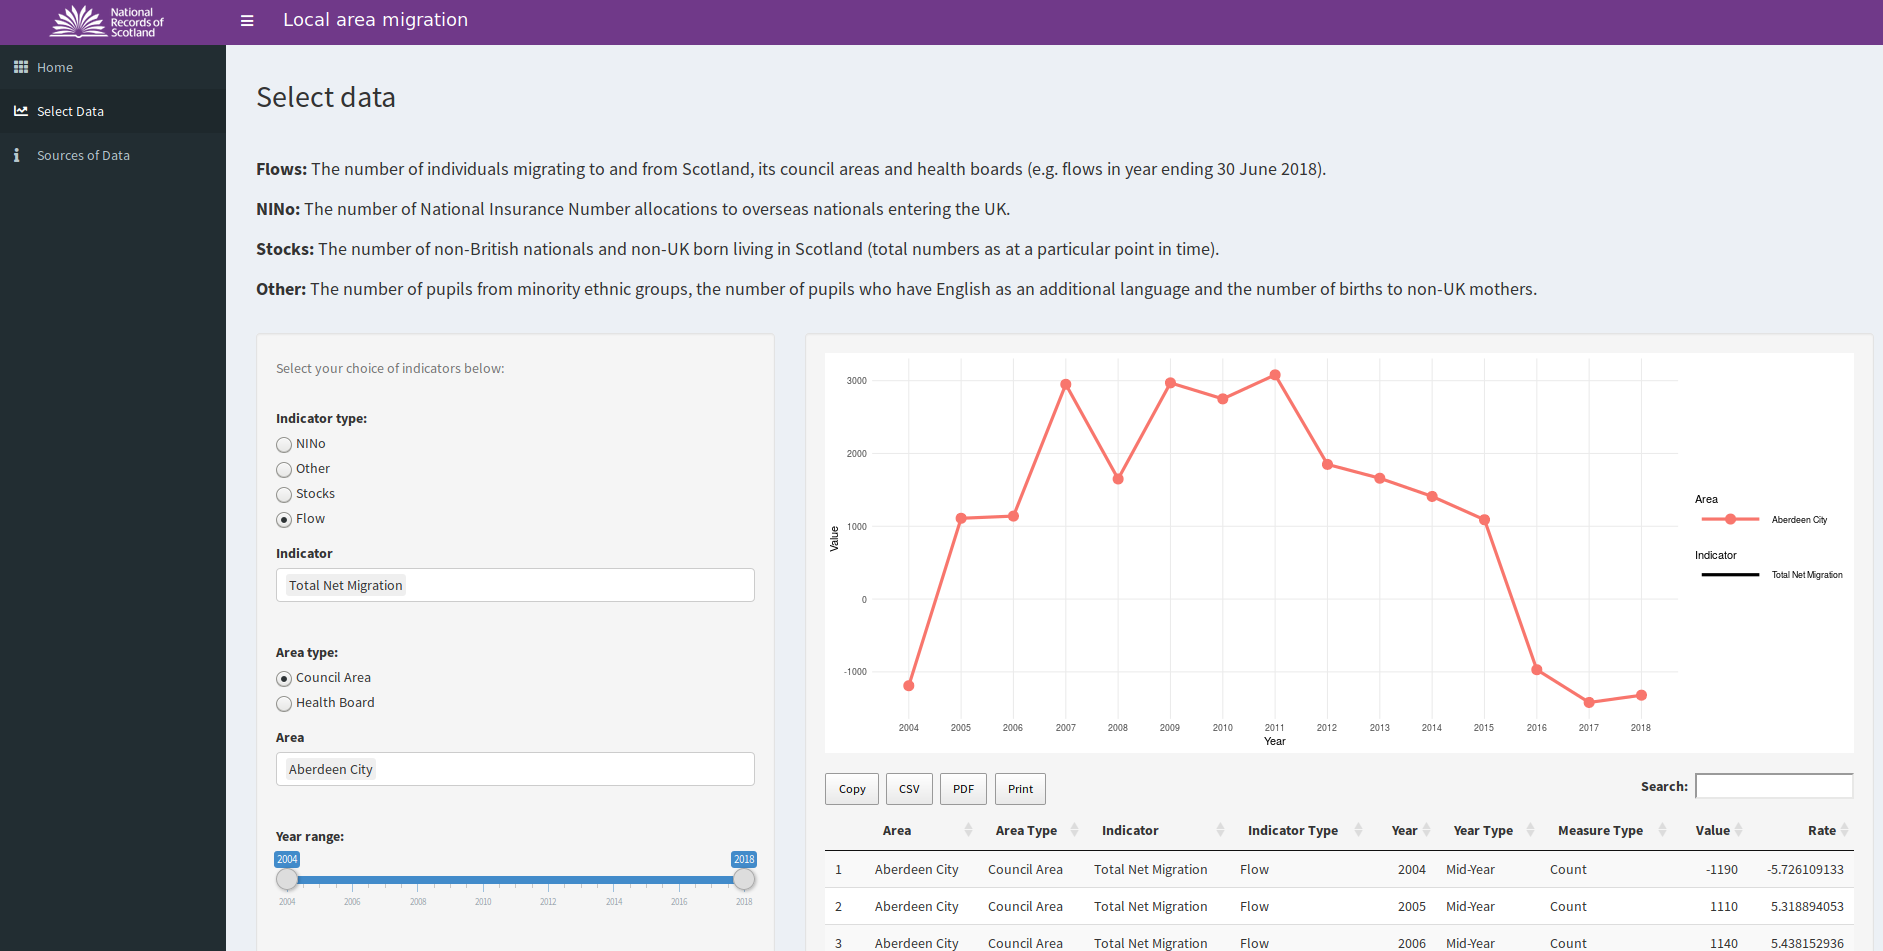 National
Records of
Scotland
Local area migration
Home
Select Data
Sources of Data
Select data
Flows: The number of individuals migrating to and from Scotland, its council areas and health boards (e.g. flows in year ending 30 June 2018).
NINo: The number of National Insurance Number allocations to overseas nationals entering the UK.
Stocks: The number of non-British nationals and non-UK born living in Scotland (total numbers as at a particular point in time).
Other: The number of pupils from minority ethnic groups, the number of pupils who have English as an additional language and the number of births to non-UK mothers.
Select your choice of indicators below:
Indicator type:
NINo
Other
Stocks
Flow
Indicator
Total Net Migration
Area type:
Council Area
Health Board
Area
Aberdeen City
Year range:
2004 2018
2004 2006 2008 2010 2012 2014 2016 2018
3000
2000
1000
0
-1000
Value
2004 2005 2006 2007 2008 2009 2010 2011 2012 2013 2014 2015 2016 2017 2018
Year
Area
Aberdeen City
Indicator
Total Net Migration
Copy CSV PDF Print Search:
Area Area Type Indicator Indicator Type Year Year Type Measure Type Value Rate
1 Aberdeen City Council Area Total Net Migration Flow 2004 Mid-Year Count -1190 -5.726109133
2 Aberdeen City Council Area Total Net Migration Flow 2005 Mid-Year Count 1110 5.318894053
3 Aberdeen City Council Area Total Net Migration Flow 2006 Mid-Year Count 1140 5.438152936